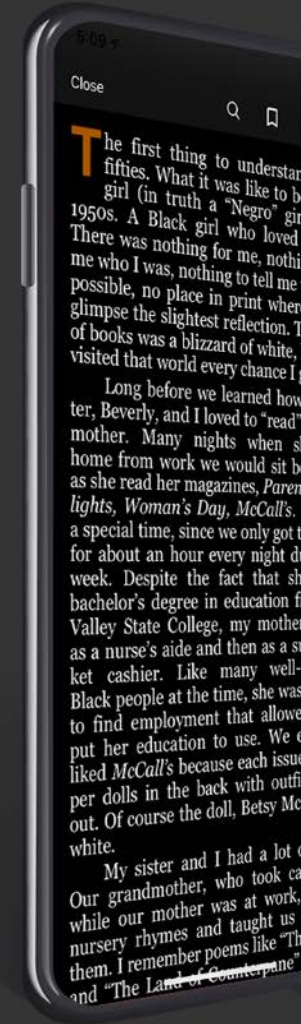 6:09
Close
The first thing to understan
fifties. What it was like to b
girl (in truth a “Negro” gir
1950s. A Black girl who loved
There was nothing for me, nothi
me who I was, nothing to tell me
possible, no place in print wher
glimpse the slightest reflection. T
of books was a blizzard of white,
visited that world every chance I g
Long before we learned how
ter, Beverly, and I loved to “read”
mother. Many nights when s
home from work we would sit b
as she read her magazines, Paren
lights, Woman’s Day, McCall’s.
a special time, since we only got t
for about an hour every night d
week. Despite the fact that sh
bachelor’s degree in education f
Valley State College, my mothe
as a nurse’s aide and then as a su
ket cashier. Like many well-
Black people at the time, she was
to find employment that allowe
put her education to use. We e
liked McCall’s because each issue
per dolls in the back with outfi
out. Of course the doll, Betsy Mc
white.
My sister and I had a lot o
Our grandmother, who took ca
while our mother was at work,
nursery rhymes and taught us
them. I remember poems like “Th
and “The Land of Counterpane”